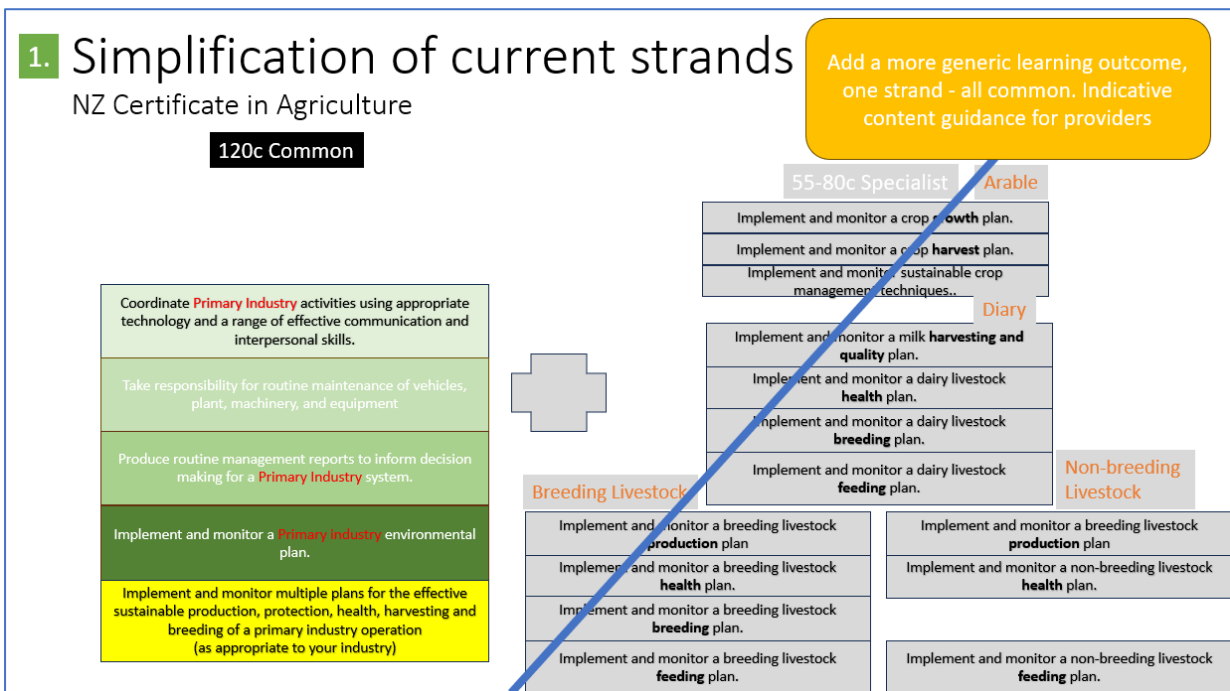 1. Simplification of current strands
NZ Certificate in Agriculture
120c Common
Add a more generic learning outcome,
one strand - all common. Indicative
content guidance for providers
Coordinate Primary Industry activities using appropriate
technology and a range of effective communication and
interpersonal skills.
Take responsibility for routine maintenance of vehicles,
plant, machinery, and equipment
Produce routine management reports to inform decision
making for a Primary Industry system.
Implement and monitor a Primary industry environmental
plan.
Implement and monitor multiple plans for the effective
sustainable production, protection, health, harvesting and
breeding of a primary industry operation
(as appropriate to your industry)
55-80c Specialist
Arable
Implement and monitor a crop growth plan.
Implement and monitor a crop harvest plan.
Implement and monitor sustainable crop
management techniques..
Diary
Implement and monitor a milk harvesting and
quality plan.
Implement and monitor a dairy livestock
health plan.
Implement and monitor a dairy livestock
breeding plan.
Implement and monitor a dairy livestock
feeding plan.
Breeding Livestock
Implement and monitor a breeding livestock
production plan
Implement and monitor a breeding livestock
health plan.
Implement and monitor a breeding livestock
breeding plan.
Implement and monitor a breeding livestock
feeding plan.
Non-breeding
Livestock
Implement and monitor a breeding livestock
production plan
Implement and monitor a non-breeding livestock
health plan.
Implement and monitor a non-breeding livestock
feeding plan.